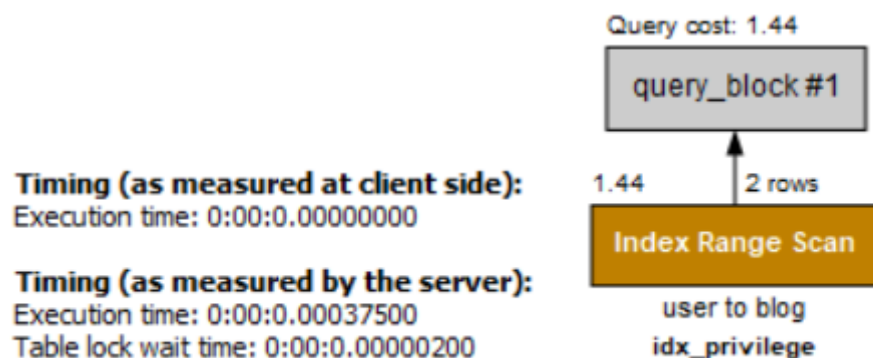 Query cost: 1.44
query_block #1
1.44
2 rows
Index Range Scan
user to blog
idx_privilege
Timing (as measured at client side):
Execution time: 0:00:0.00000000
Timing (as measured by the server):
Execution time: 0:00:0.00037500
Table lock wait time: 0:00:0.00000200